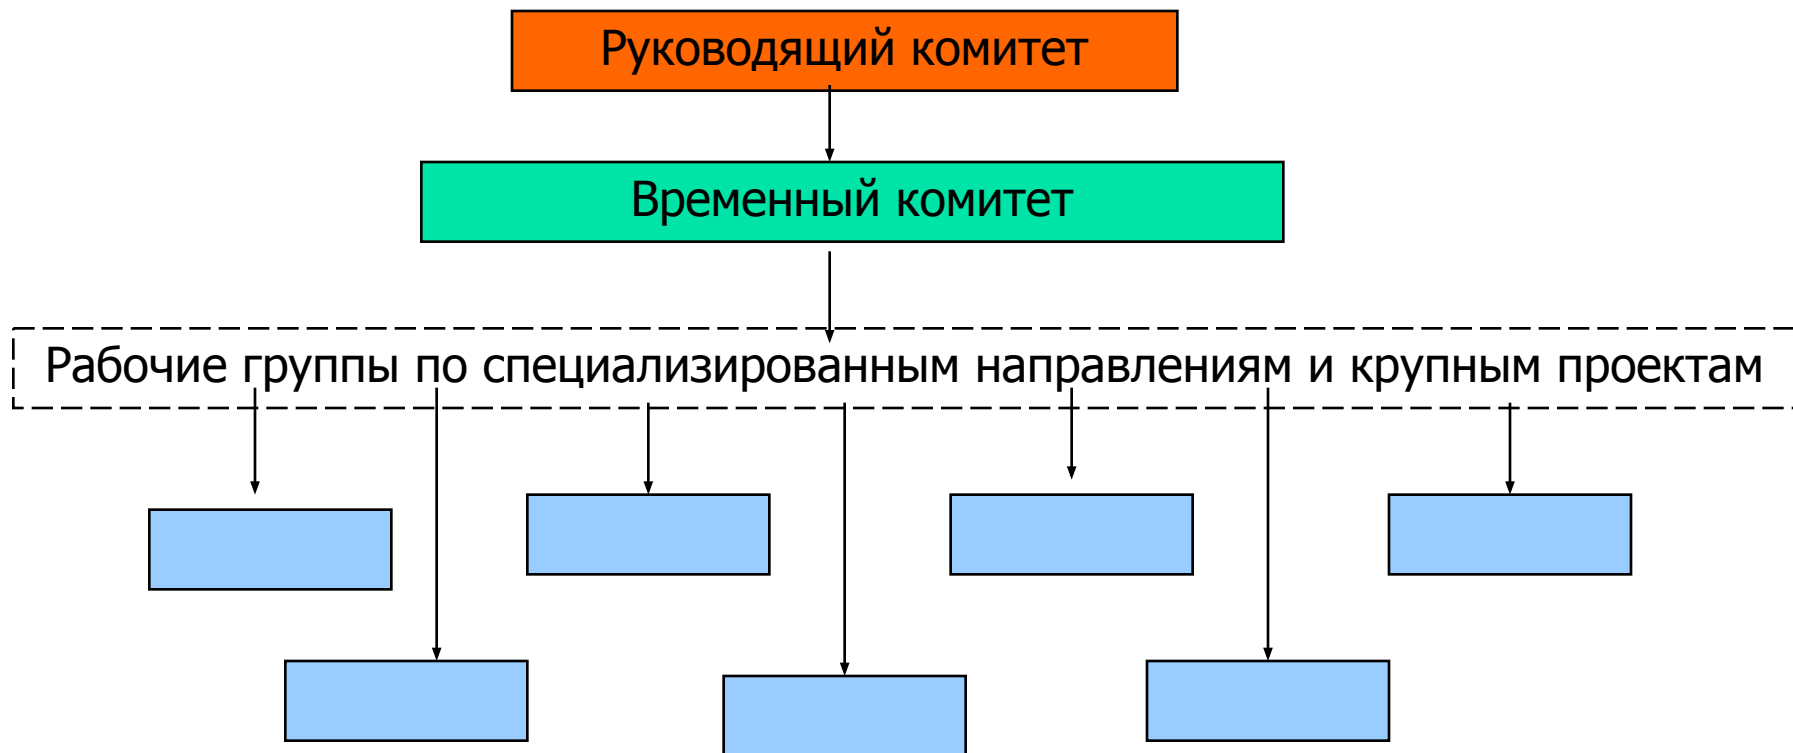 Руководящий комитет
Временный комитет
Рабочие группы по специализированным направлениям и крупным проектам